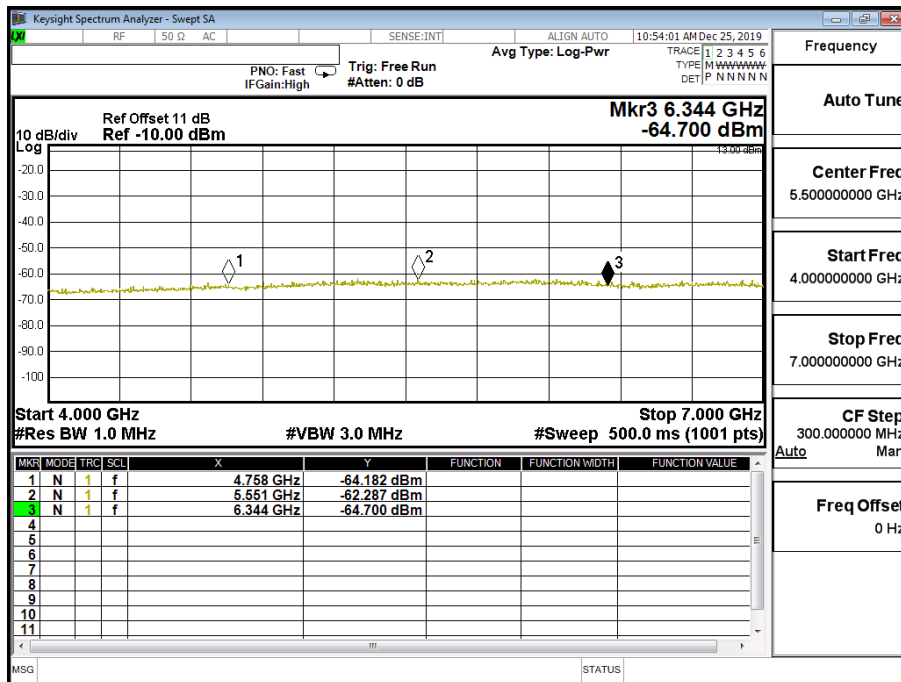 Keysight Spectrum Analyzer - Swept SA
LXI RF 50 Ω AC SENSE:INT ALIGN AUTO 10:54:01 AM Dec 25, 2019
PNO: Fast
IFGain:High
Trig: Free Run
#Atten: 0 dB
Avg Type: Log-Pwr
TRACE 1 2 3 4 5 6
TYPE M W W W W W
DET P N N N N N
Mkr3 6.344 GHz
-64.700 dBm
Ref Offset 11 dB
10 dB/div Ref -10.00 dBm
Log
13.00 dBm
-20.0
-30.0
-40.0
-50.0
-60.0
-70.0
-80.0
-90.0
-100
1
2
3
Start 4.000 GHz Stop 7.000 GHz
#Res BW 1.0 MHz #VBW 3.0 MHz #Sweep 500.0 ms (1001 pts)
MKR MODE TRC SCL X Y FUNCTION FUNCTION WIDTH FUNCTION VALUE
1 N 1 f 4.758 GHz -64.182 dBm
2 N 1 f 5.551 GHz -62.287 dBm
3 N 1 f 6.344 GHz -64.700 dBm
4
5
6
7
8
9
10
11
MSG STATUS
Frequency
Auto Tune
Center Freq
5.500000000 GHz
Start Freq
4.000000000 GHz
Stop Freq
7.000000000 GHz
CF Step
300.000000 MHz
Auto Man
Freq Offset
0 Hz